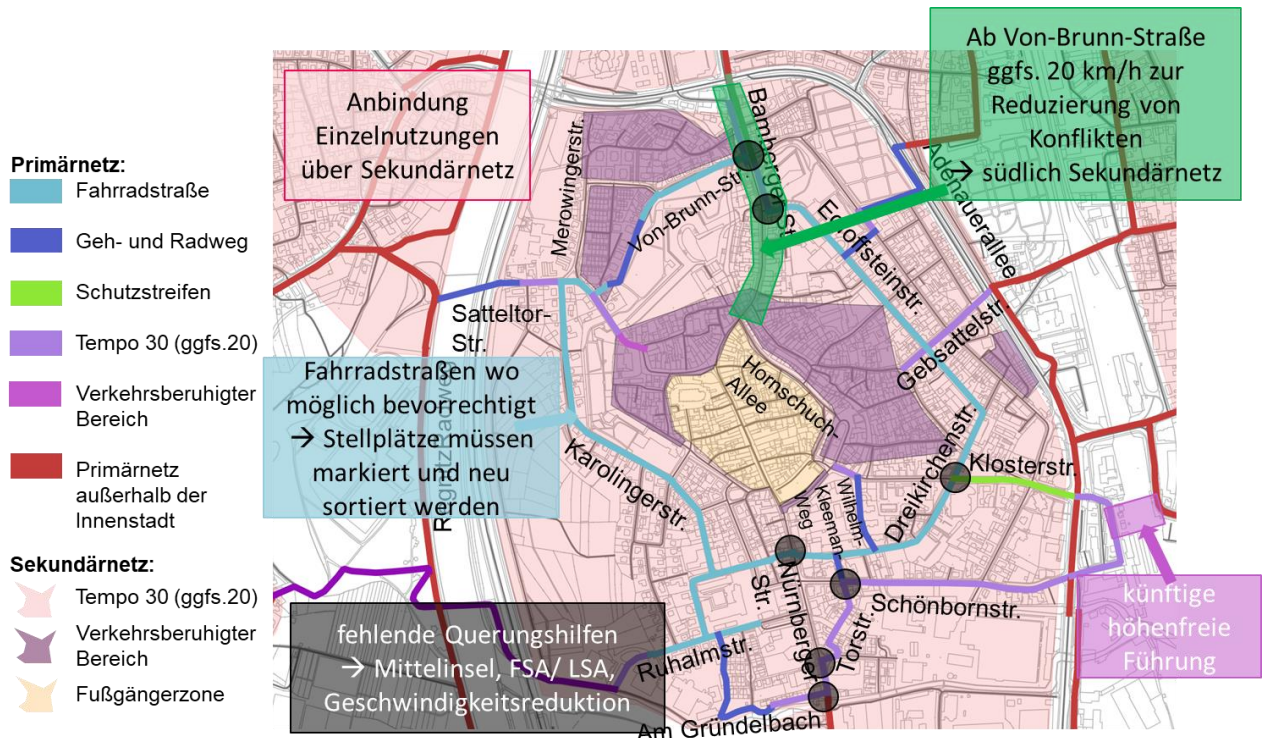 Primärnetz:
Fahrradstraße
Geh- und Radweg
Schutzstreifen
Tempo 30 (ggfs.20)
Verkehrsberuhigter
Bereich
Primärnetz
außerhalb der
Innenstadt
Sekundärnetz:
Tempo 30 (ggfs.20)
Verkehrsberuhigter
Bereich
Fußgängerzone
Anbindung
Einzelnutzungen
über Sekundärnetz
Ab Von-Brunn-Straße
ggfs. 20 km/h zur
Reduzierung von
Konflikten
→ südlich Sekundärnetz
Fahrradstraßen wo
möglich bevorrechtigt
→ Stellplätze müssen
markiert und neu
sortiert werden
fehlende Querungshilfen
→ Mittelinsel, FSA/ LSA,
Geschwindigkeitsreduktion
künftige
höhenfreie
Führung
Merowingerstr.
Von-Brunn-Str.
Bamberger
Str.
Egloffsteinstr.
Adenauerallee
Satteltor-
Str.
Gebsattelstr.
Hornschuch-
Allee
Karolingerstr.
Dreikirchenstr.
Klosterstr.
Wilhelm-
Kleeman-
Weg
Nürnberger
Str.
Schönbornstr.
Torstr.
Ruhalmstr.
Am Gründelbach